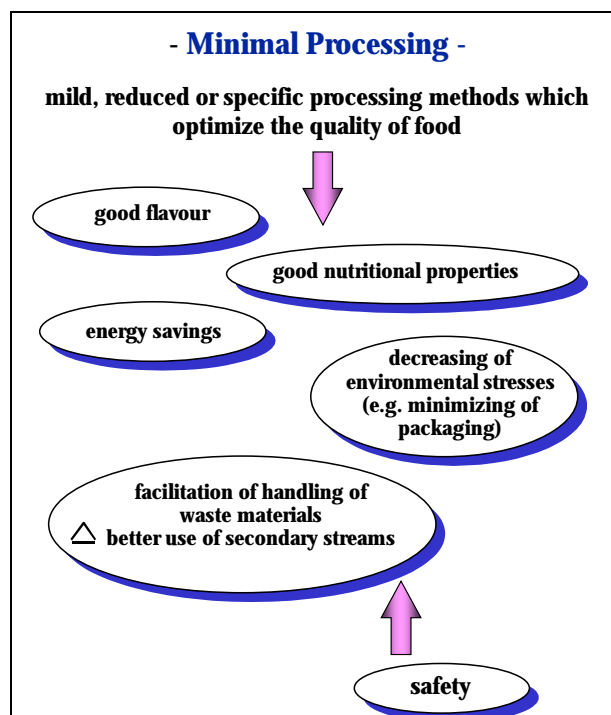 - Minimal Processing -
mild, reduced or specific processing methods which
optimize the quality of food
good flavour
good nutritional properties
energy savings
decreasing of
environmental stresses
(e.g. minimizing of
packaging)
facilitation of handling of
waste materials
better use of secondary streams
safety